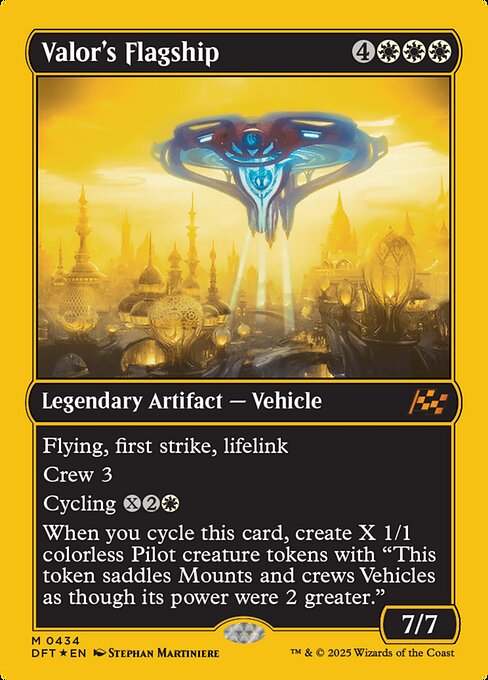 Valor's Flagship 4
Legendary Artifact — Vehicle
Flying, first strike, lifelink
Crew 3
Cycling X 2
When you cycle this card, create X 1/1
colorless Pilot creature tokens with “This
token saddles Mounts and crews Vehicles
as though its power were 2 greater.”
7/7
M 0434
DFT★EN Stephan Martiniere
™ & © 2025 Wizards of the Coast